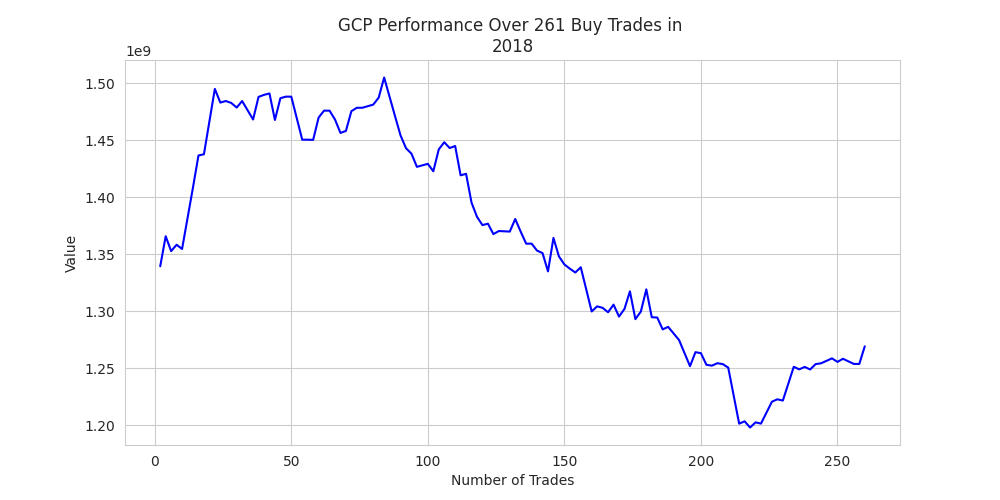 GCP Performance Over 261 Buy Trades in
2018
1e9
1.50
1.45
1.40
1.35
1.30
1.25
1.20
Value
0 50 100 150 200 250
Number of Trades